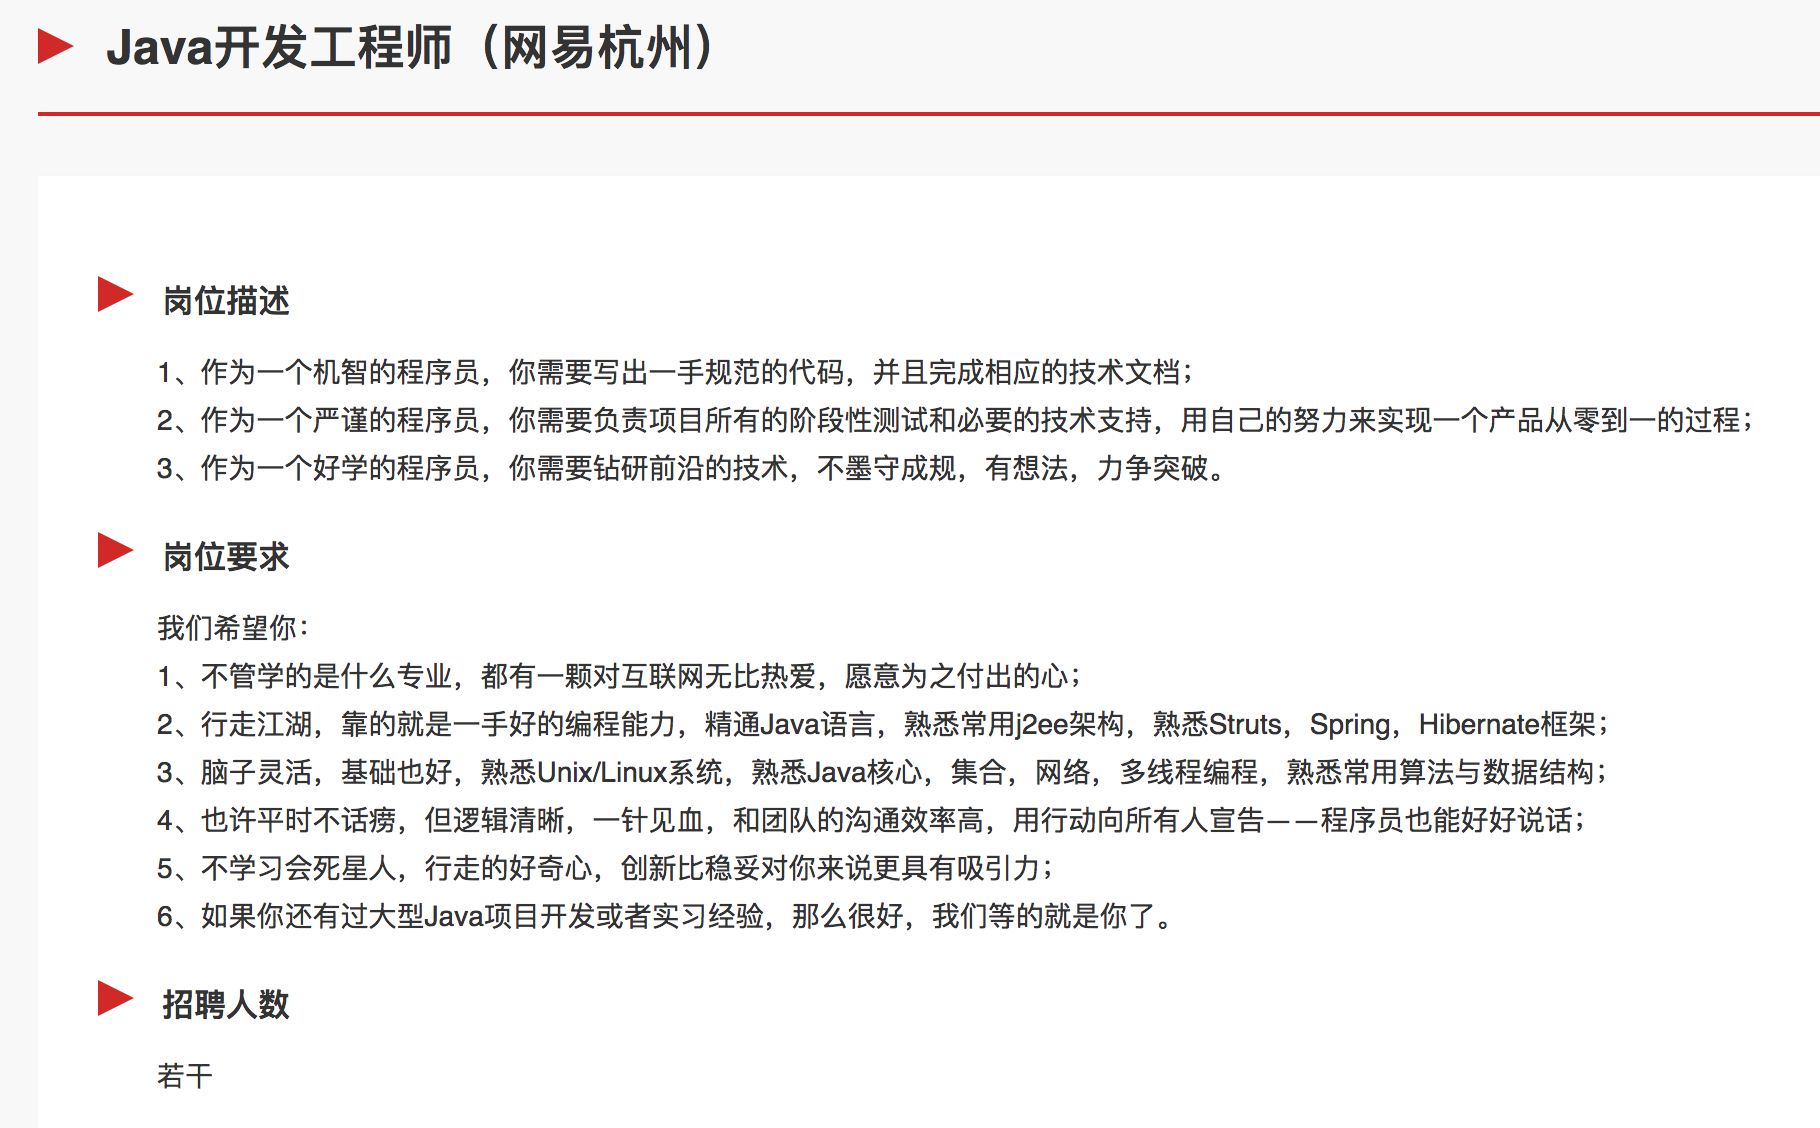 Java开发工程师（网易杭州）
岗位描述
1、作为一个机智的程序员，你需要写出一手规范的代码，并且完成相应的技术文档；
2、作为一个严谨的程序员，你需要负责项目所有的阶段性测试和必要的技术支持，用自己的努力来实现一个产品从零到一的过程；
3、作为一个好学的程序员，你需要钻研前沿的技术，不墨守成规，有想法，力争突破。
岗位要求
我们希望你：
1、不管学的是什么专业，都有一颗对互联网无比热爱，愿意为之付出的心；
2、行走江湖，靠的就是一手好的编程能力，精通Java语言，熟悉常用j2ee架构，熟悉Struts，Spring，Hibernate框架；
3、脑子灵活，基础也好，熟悉Unix/Linux系统，熟悉Java核心，集合，网络，多线程编程，熟悉常用算法与数据结构；
4、也许平时不话痨，但逻辑清晰，一针见血，和团队的沟通效率高，用行动向所有人宣告——程序员也能好好说话；
5、不学习会死星人，行走的好奇心，创新比稳妥对你来说更具有吸引力；
6、如果你还有过大型Java项目开发或者实习经验，那么很好，我们等的就是你了。
招聘人数
若干